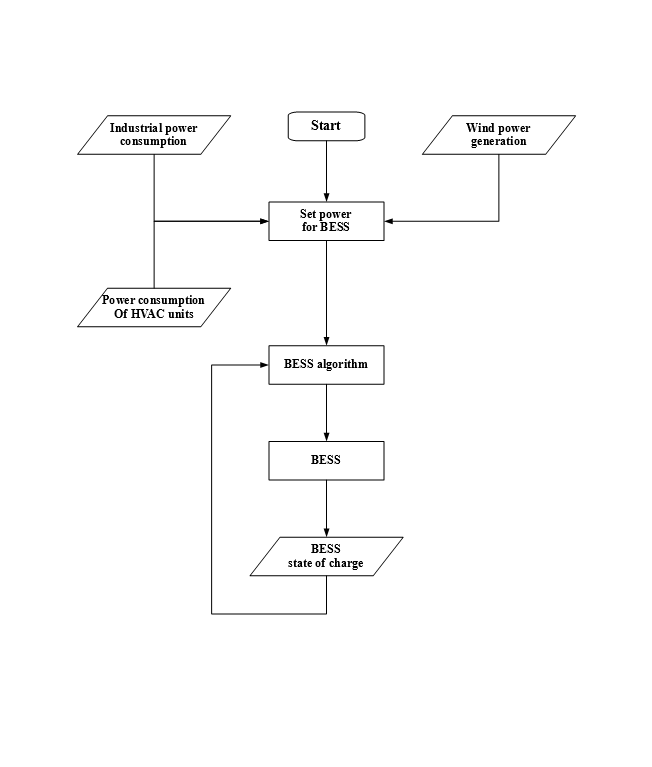 Industrial power
consumption
Start
Wind power
generation
Set power
for BESS
Power consumption
Of HVAC units
BESS algorithm
BESS
BESS
state of charge